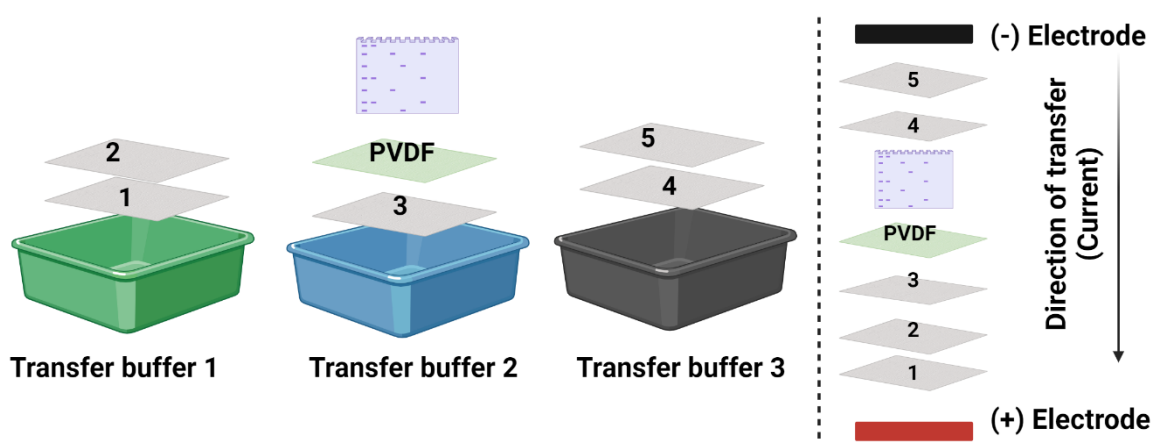 2
1
Transfer buffer 1
PVDF
3
Transfer buffer 2
5
4
Transfer buffer 3
(-) Electrode
5
4
PVDF
3
2
1
(+) Electrode
Direction of transfer
(Current)